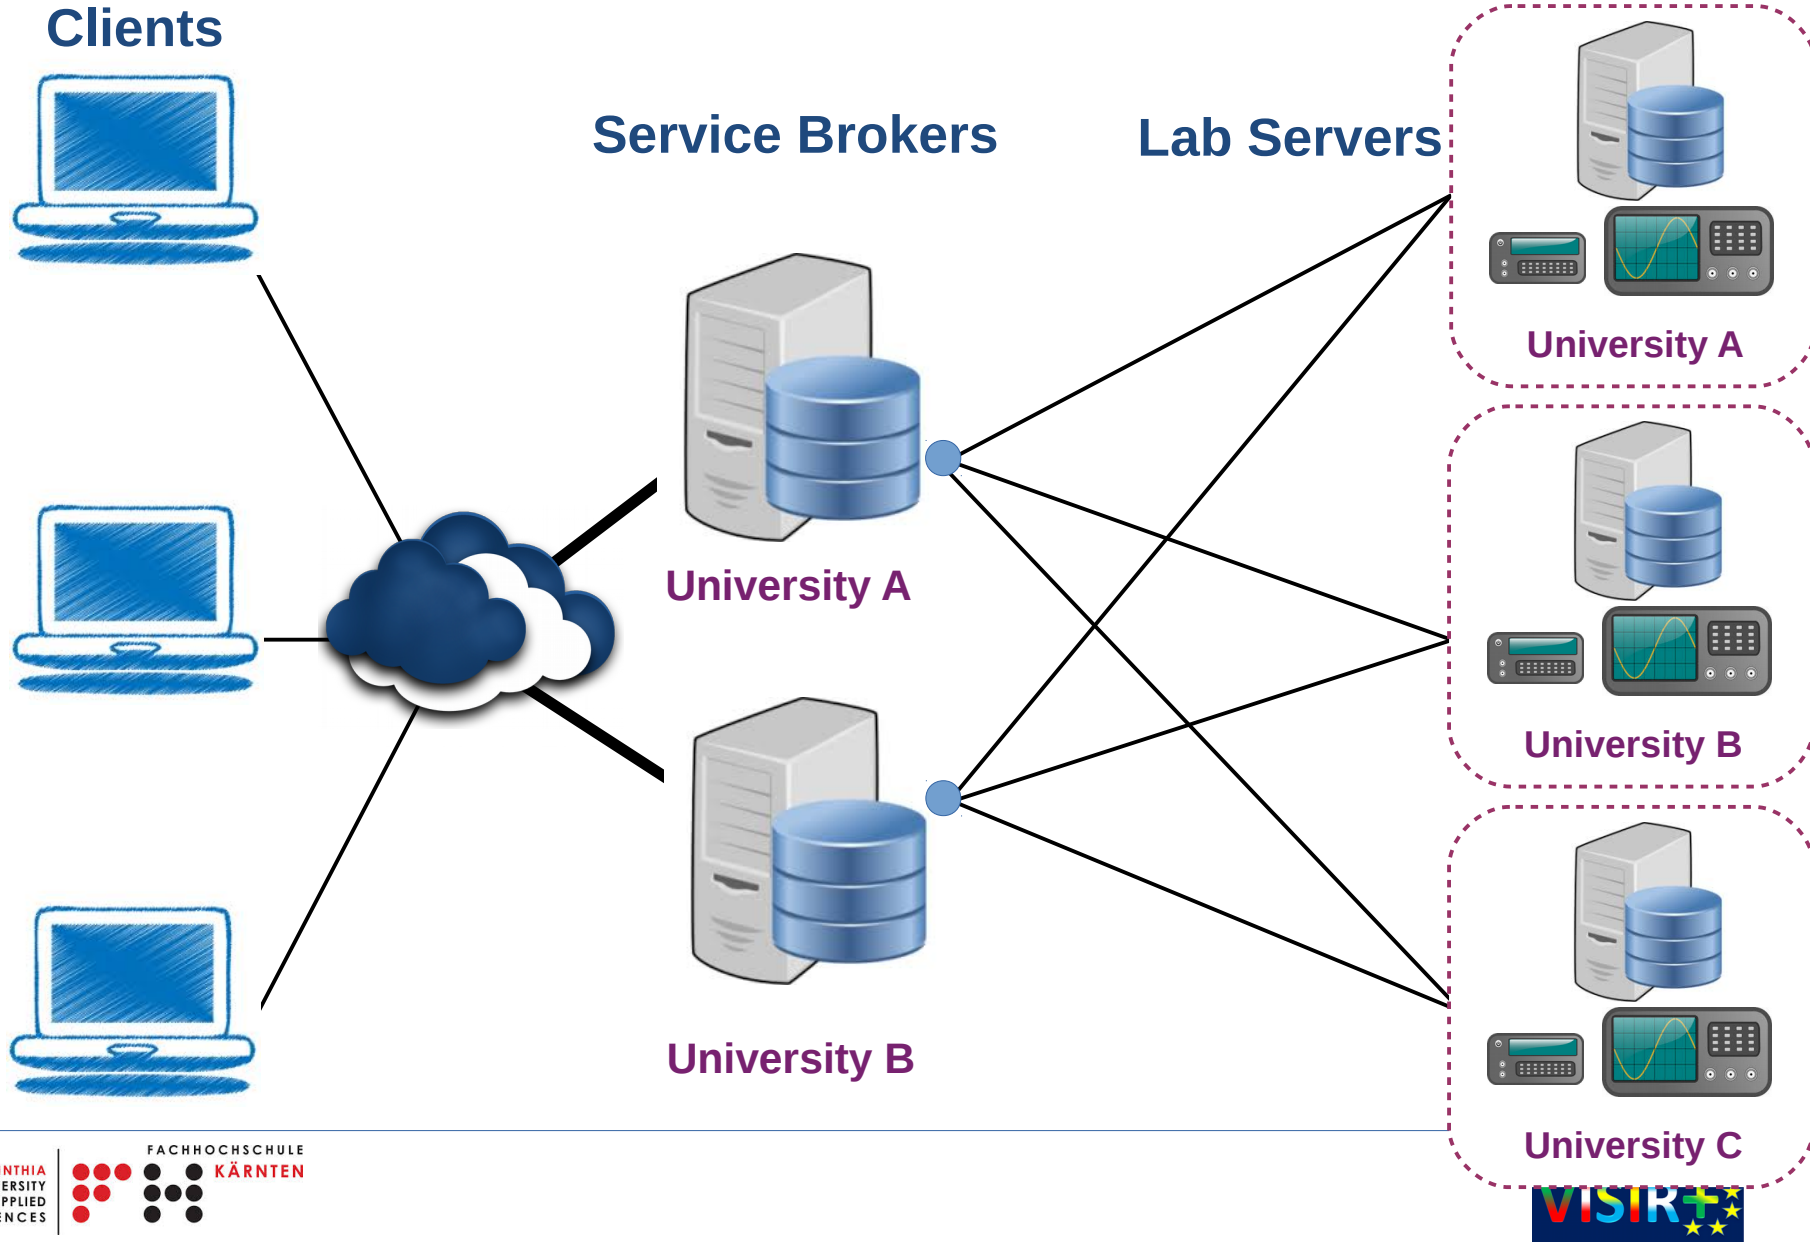 Clients
Service Brokers
Lab Servers
University A
University A
University B
University B
University C
FACHHOCHSCHULE
KÄRNTEN
VISIR+